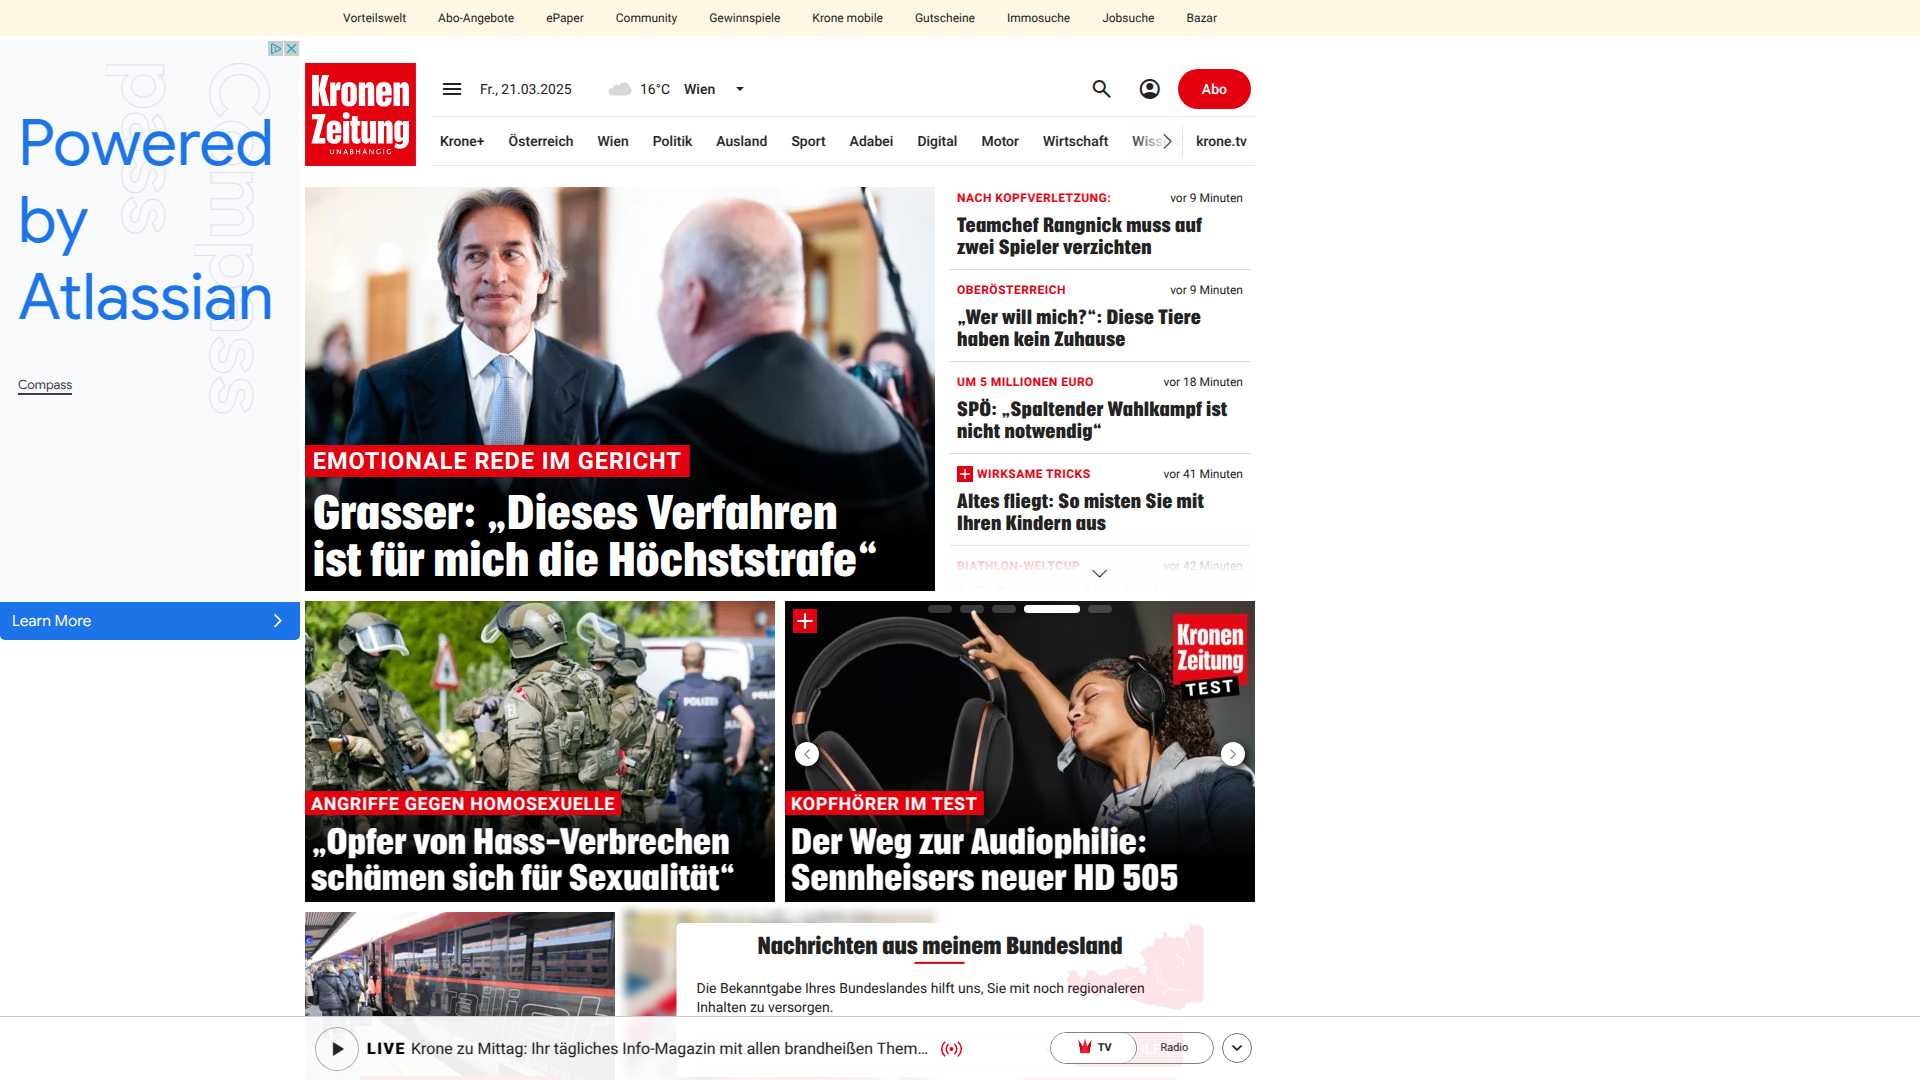 Vorteilswelt Abo-Angebote ePaper Community Gewinnspiele Krone mobile Gutscheine Immosuche Jobsuche Bazar
Compass
pass
Powered
by
Atlassian
Compass
Learn More
Kronen
Zeitung
UNABHÄNGIG
Fr., 21.03.2025 16°C Wien
Abo
Krone+ Österreich Wien Politik Ausland Sport Adabei Digital Motor Wirtschaft Wiss krone.tv
EMOTIONALE REDE IM GERICHT
Grasser: „Dieses Verfahren
ist für mich die Höchststrafe“
NACH KOPFVERLETZUNG: vor 9 Minuten
Teamchef Rangnick muss auf
zwei Spieler verzichten
OBERÖSTERREICH vor 9 Minuten
„Wer will mich?“: Diese Tiere
haben kein Zuhause
UM 5 MILLIONEN EURO vor 18 Minuten
SPÖ: „Spaltender Wahlkampf ist
nicht notwendig“
WIRKSAME TRICKS vor 41 Minuten
Altes fliegt: So misten Sie mit
Ihren Kindern aus
BIATHLON-WELTCUP vor 42 Minuten
POLIZEI
ANGRIFFE GEGEN HOMOSEXUELLE
„Opfer von Hass-Verbrechen
schämen sich für Sexualität“
Kronen
Zeitung
TEST
KOPFHÖRER IM TEST
Der Weg zur Audiophilie:
Sennheisers neuer HD 505
Nachrichten aus meinem Bundesland
Die Bekanntgabe Ihres Bundeslandes hilft uns, Sie mit noch regionaleren
Inhalten zu versorgen.
LIVE Krone zu Mittag: Ihr tägliches Info-Magazin mit allen brandheißen Them...
TV Radio